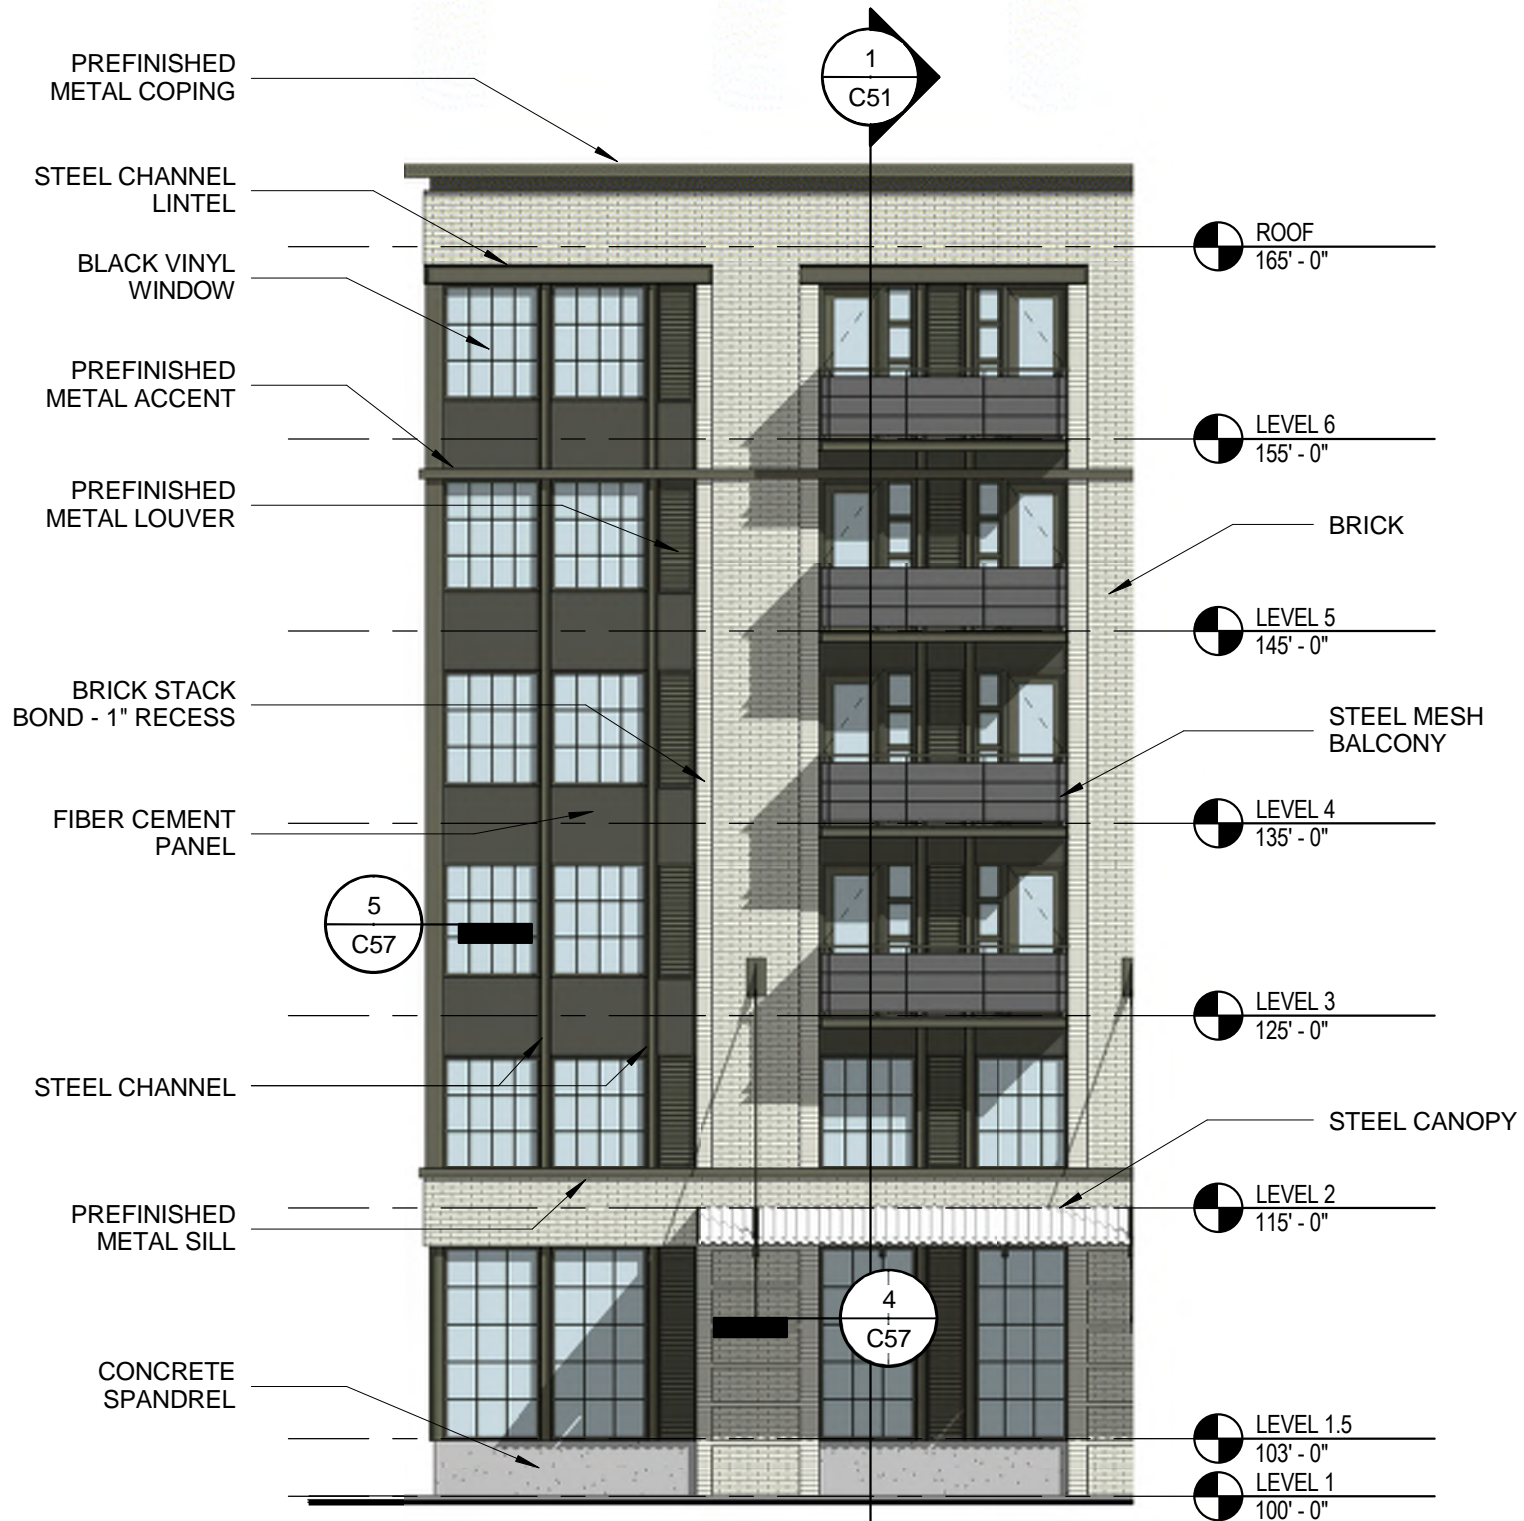 1
C51
PREFINISHED
METAL COPING
STEEL CHANNEL
LINTEL
BLACK VINYL
WINDOW
PREFINISHED
METAL ACCENT
PREFINISHED
METAL LOUVER
BRICK STACK
BOND - 1" RECESS
FIBER CEMENT
PANEL
5
C57
STEEL CHANNEL
PREFINISHED
METAL SILL
CONCRETE
SPANDREL
4
C57
ROOF
165' - 0"
LEVEL 6
155' - 0"
BRICK
LEVEL 5
145' - 0"
STEEL MESH
BALCONY
LEVEL 4
135' - 0"
LEVEL 3
125' - 0"
STEEL CANOPY
LEVEL 2
115' - 0"
LEVEL 1.5
103' - 0"
LEVEL 1
100' - 0"